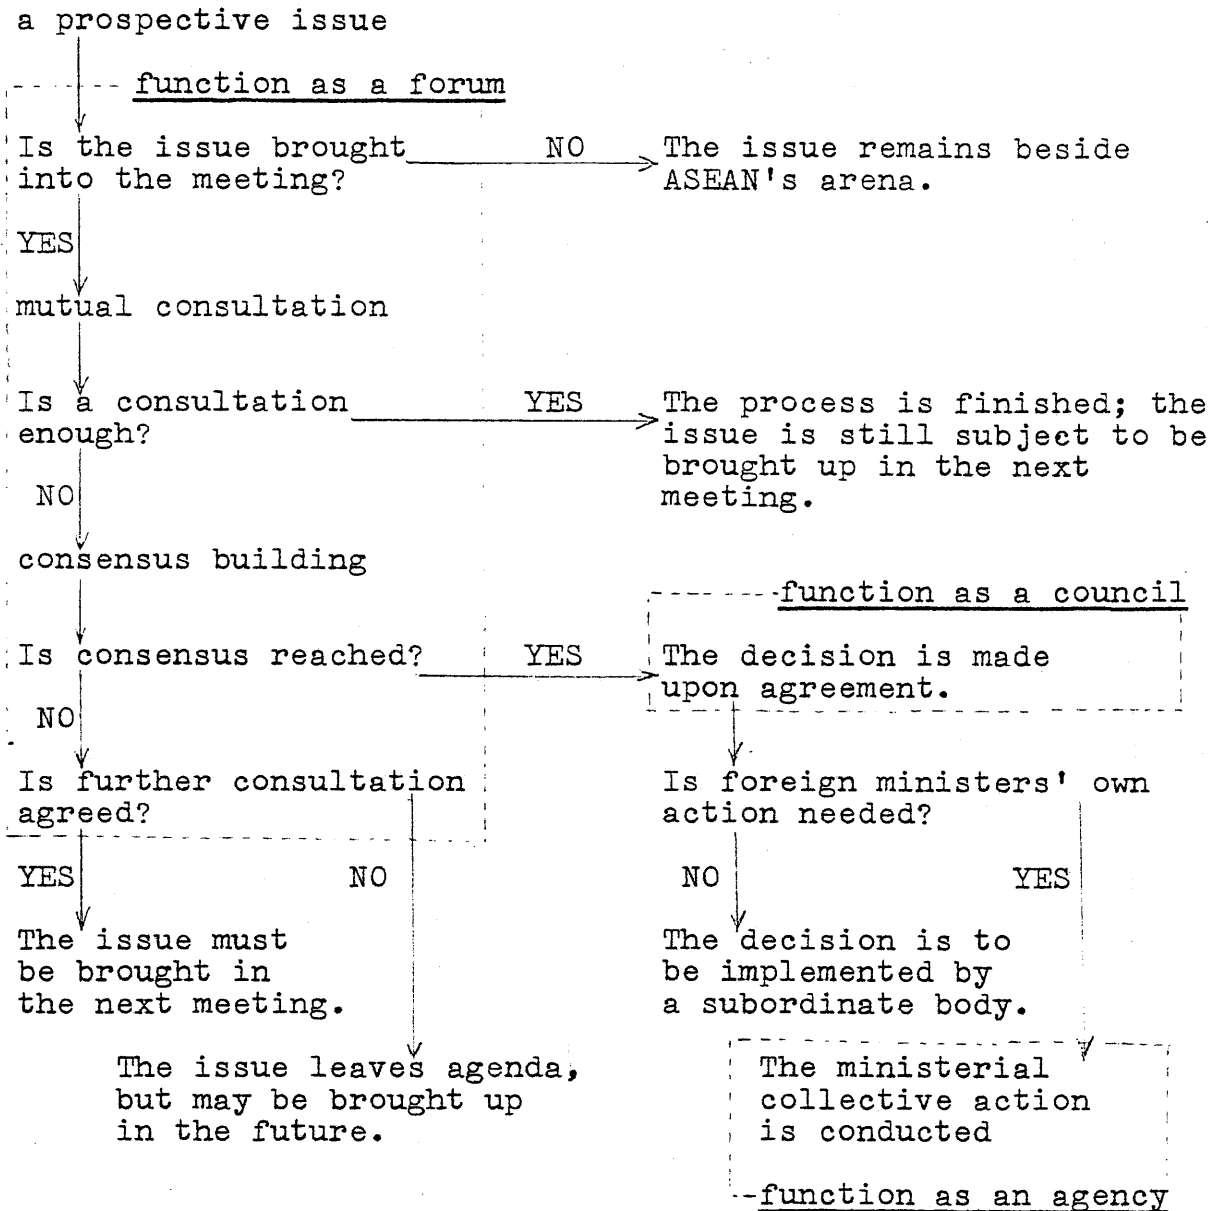 a prospective issue
function as a forum
Is the issue brought
into the meeting?
NO
The issue remains beside
ASEAN's arena.
YES
mutual consultation
Is a consultation
enough?
YES
The process is finished; the
issue is still subject to be
brought up in the next
meeting.
NO
consensus building
function as a council
Is consensus reached?
YES
The decision is made
upon agreement.
NO
Is further consultation
agreed?
Is foreign ministers' own
action needed?
YES
NO
NO
YES
The issue must
be brought in
the next meeting.
The decision is to
be implemented by
a subordinate body.
The issue leaves agenda,
but may be brought up
in the future.
The ministerial
collective action
is conducted
function as an agency